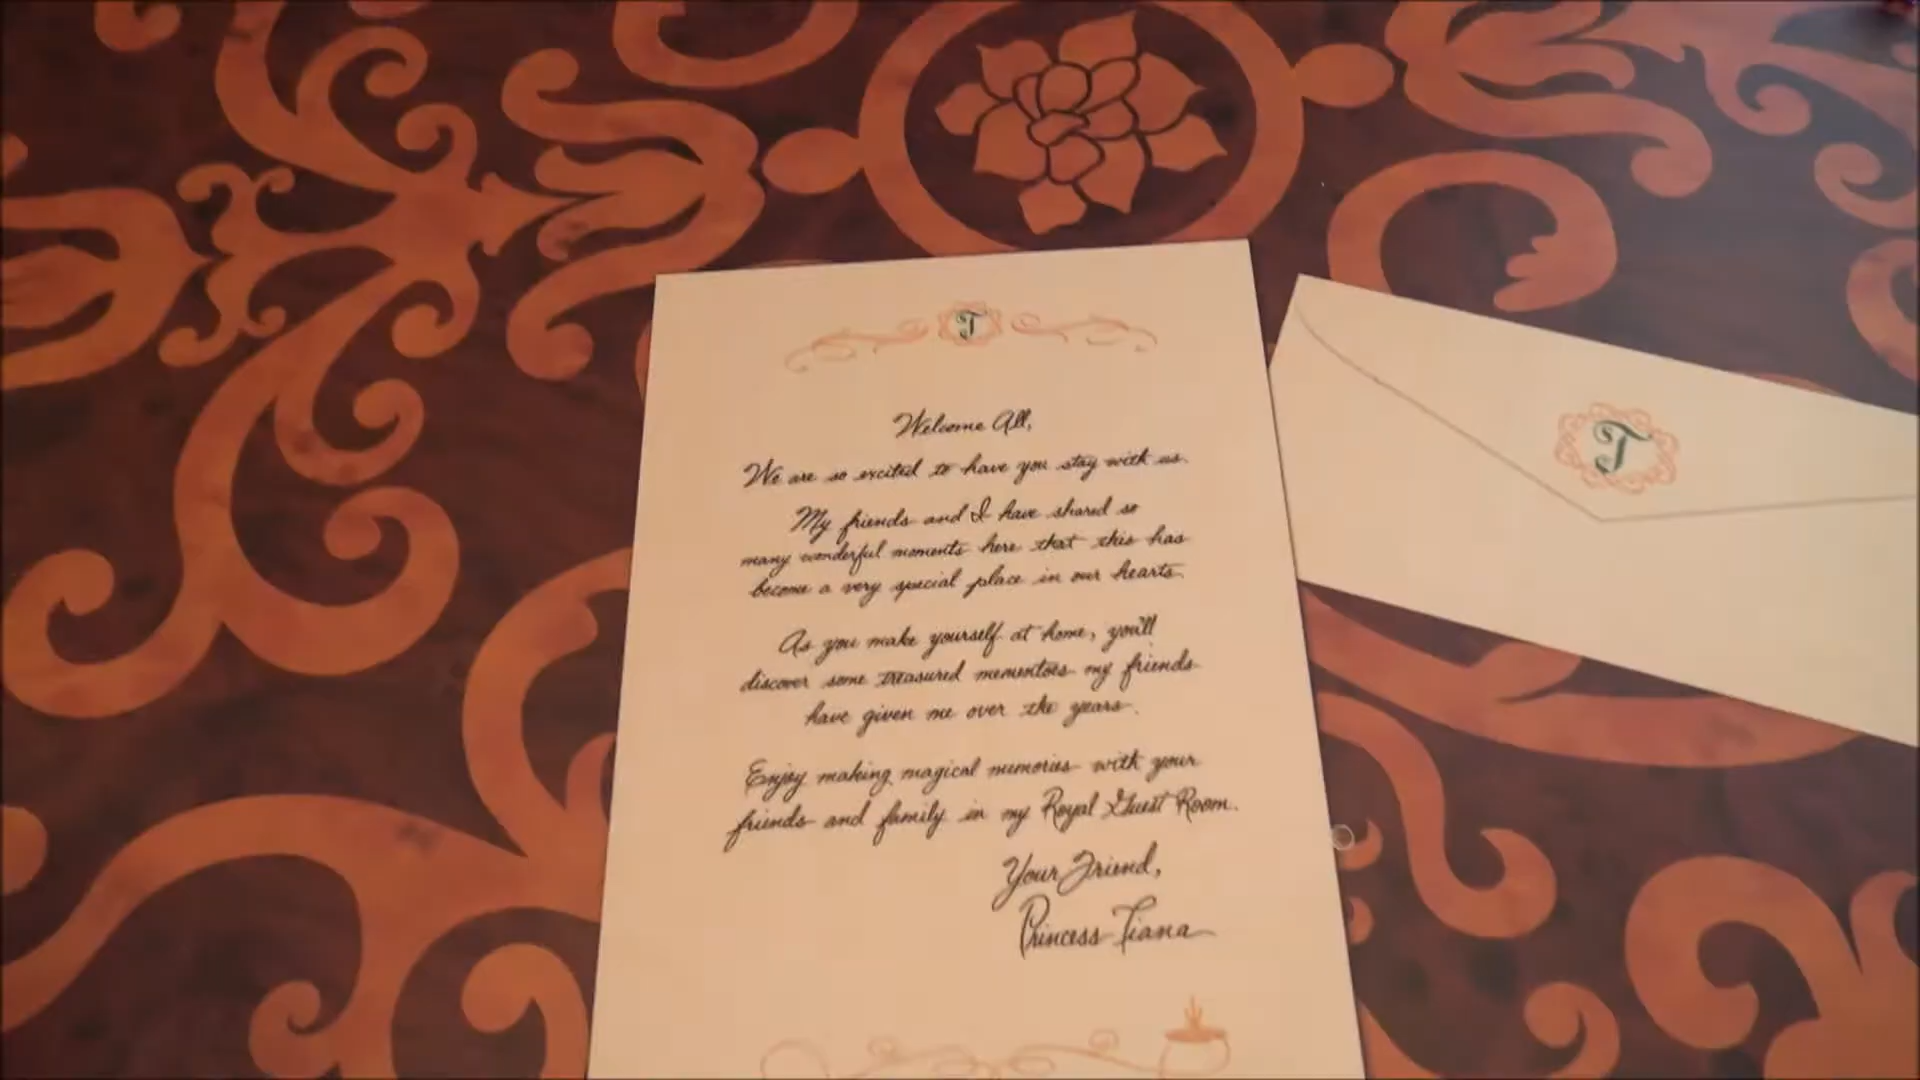 T
Welcome All,
We are so excited to have you stay with us.
My friends and I have shared so
many wonderful moments here that this has
become a very special place in our hearts.
As you make yourself at home, you'll
discover some treasured mementoes my friends
have given me over the years.
Enjoy making magical memories with your
friends and family in my Royal Guest Room.
Your Friend,
Princess Tiana
T